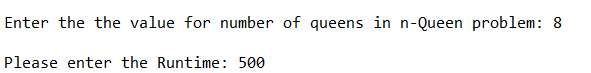 Enter the the value for number of queens in n-Queen problem: 8
Please enter the Runtime: 500